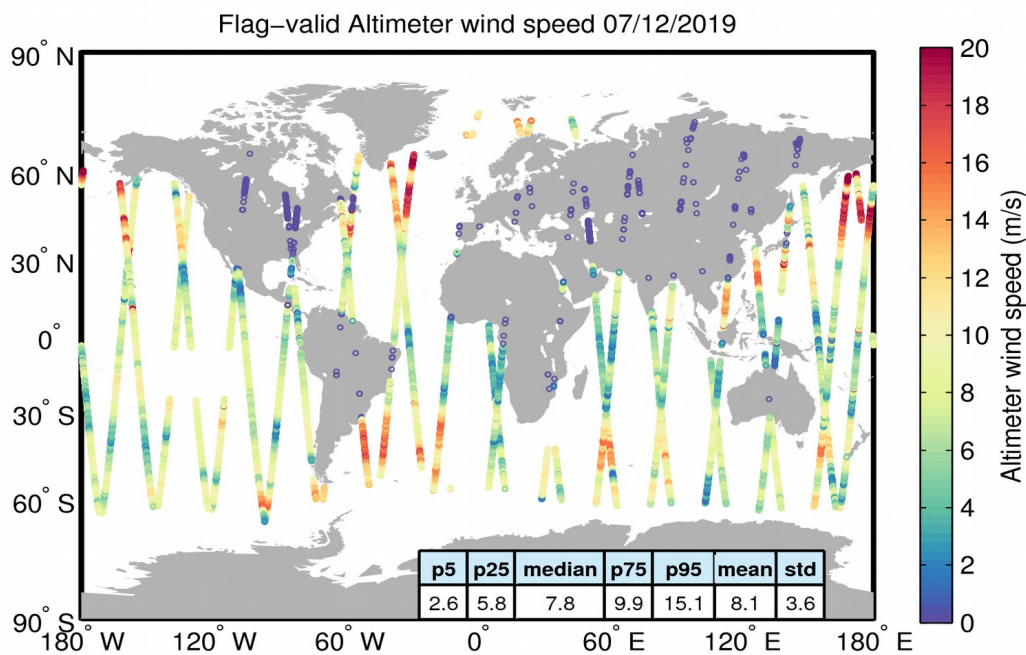 Flag−valid Altimeter wind speed 07/12/2019
90° N
60° N
30° N
0°
30° S
60° S
90° S
180° W
120° W
60° W
0°
60° E
120° E
180° E
p5 p25 median p75 p95 mean std
2.6 5.8 7.8 9.9 15.1 8.1 3.6
20
18
16
14
12
10
8
6
4
2
0
Altimeter wind speed (m/s)